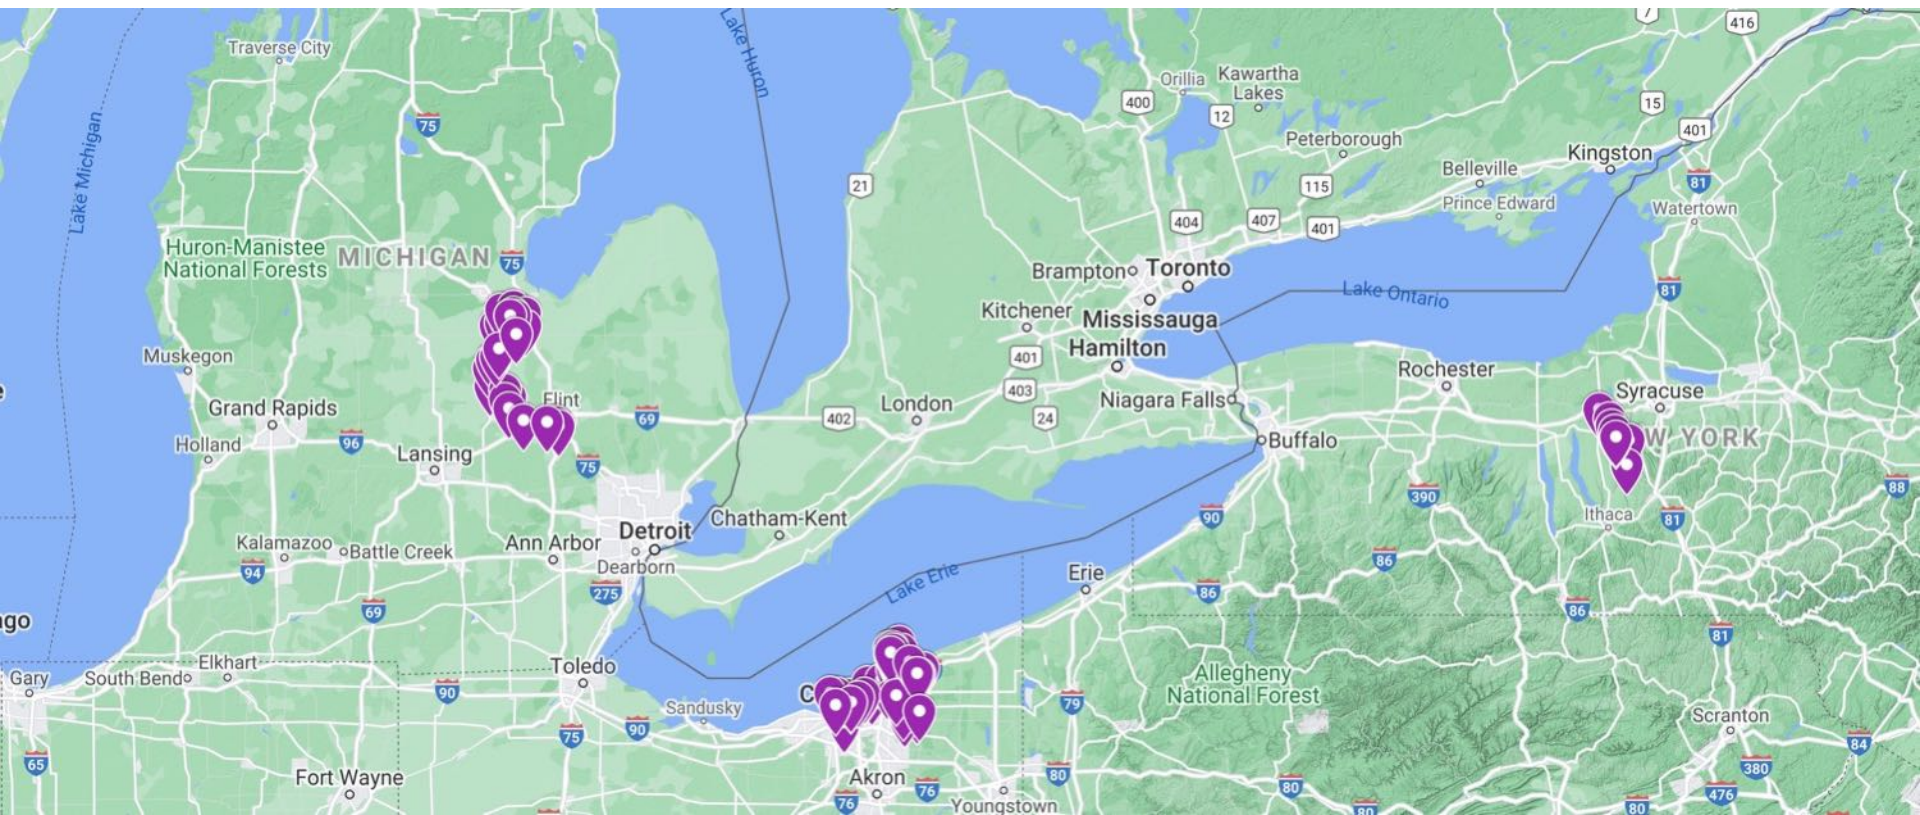 7
416
Traverse City
Lake Huron
Orillia
Kawartha
Lakes
400
12
15
75
401
Lake Michigan
Peterborough
Kingston
Belleville
81
21
115
Prince Edward
Watertown
404
407
401
Huron-Manistee
National Forests
MICHIGAN
75
Brampton
Toronto
81
Lake Ontario
Kitchener
Mississauga
Hamilton
401
Muskegon
Rochester
Syracuse
403
Grand Rapids
Flint
69
402
London
24
Niagara Falls
96
Holland
Lansing
Buffalo
W YORK
75
390
88
Detroit
Chatham-Kent
90
Ithaca
81
Kalamazoo
Battle Creek
Ann Arbor
Dearborn
94
275
Lake Erie
Erie
86
86
69
86
ago
81
Elkhart
Toledo
Gary
South Bend
90
Allegheny
National Forest
C
Sandusky
79
Scranton
75
90
84
65
Fort Wayne
Akron
76
76
80
380
80
476
Youngstown
80
80